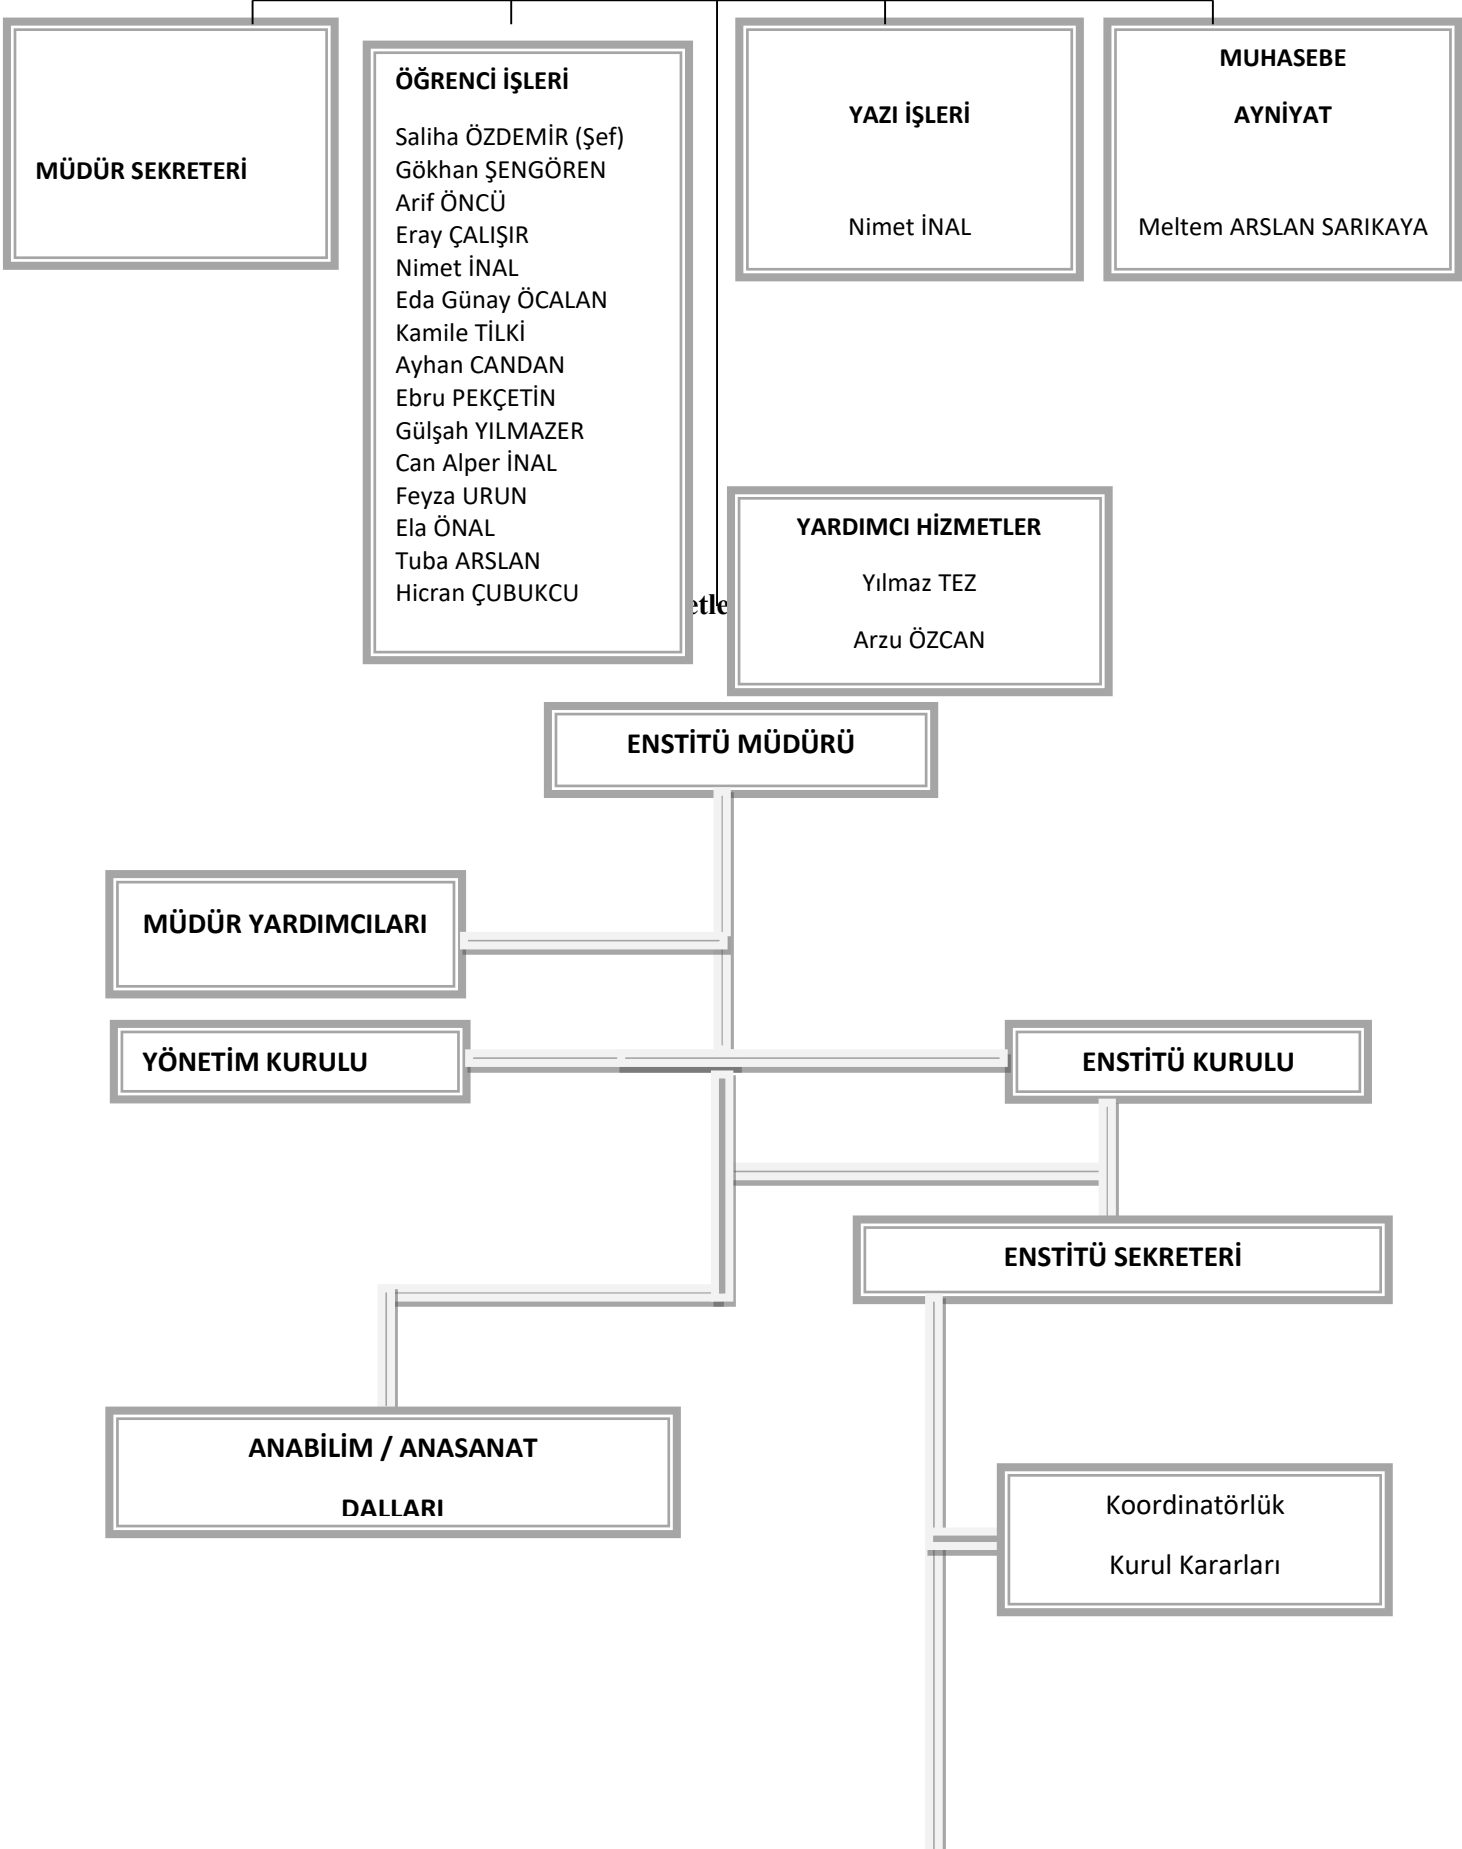 MÜDÜR SEKRETERİ
ÖĞRENCİ İŞLERİ
Saliha ÖZDEMİR (Şef)
Gökhan ŞENGÖREN
Arif ÖNCÜ
Eray ÇALIŞIR
Nimet İNAL
Eda Günay ÖCALAN
Kamile TİLKİ
Ayhan CANDAN
Ebru PEKÇETİN
Gülşah YILMAZER
Can Alper İNAL
Feyza URUN
Ela ÖNAL
Tuba ARSLAN
Hicran ÇUBUKCU
YAZI İŞLERİ
Nimet İNAL
MUHASEBE
AYNİYAT
Meltem ARSLAN SARIKAYA
YARDIMCI HİZMETLER
Yılmaz TEZ
Arzu ÖZCAN
ENSTİTÜ MÜDÜRÜ
MÜDÜR YARDIMCILARI
YÖNETİM KURULU
ENSTİTÜ KURULU
ENSTİTÜ SEKRETERİ
ANABİLİM / ANASANAT
DALLARI
Koordinatörlük
Kurul Kararları